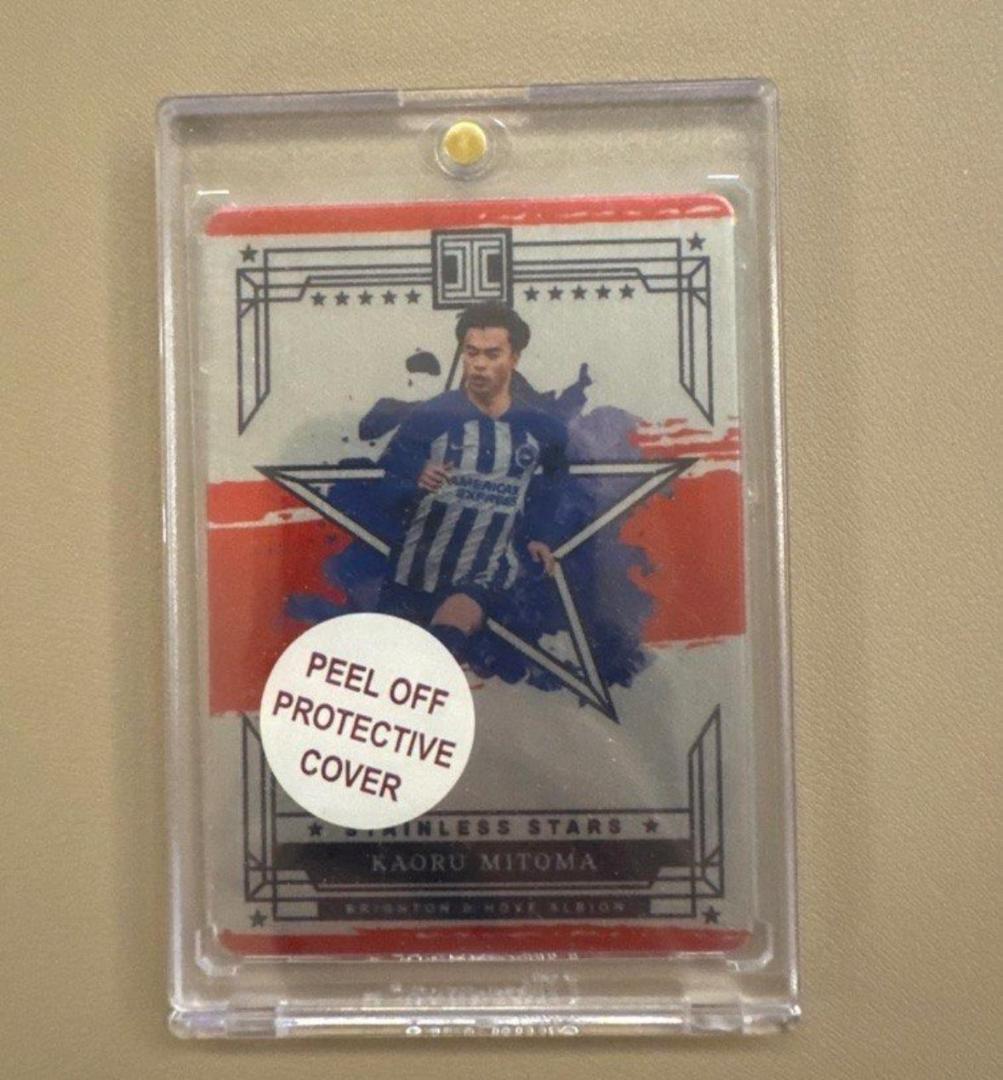 AMERICAN
EXPRESS
PEEL OFF
PROTECTIVE
COVER
STAINLESS STARS
KAORU MITOMA
BRIGHTON & HOVE ALBION